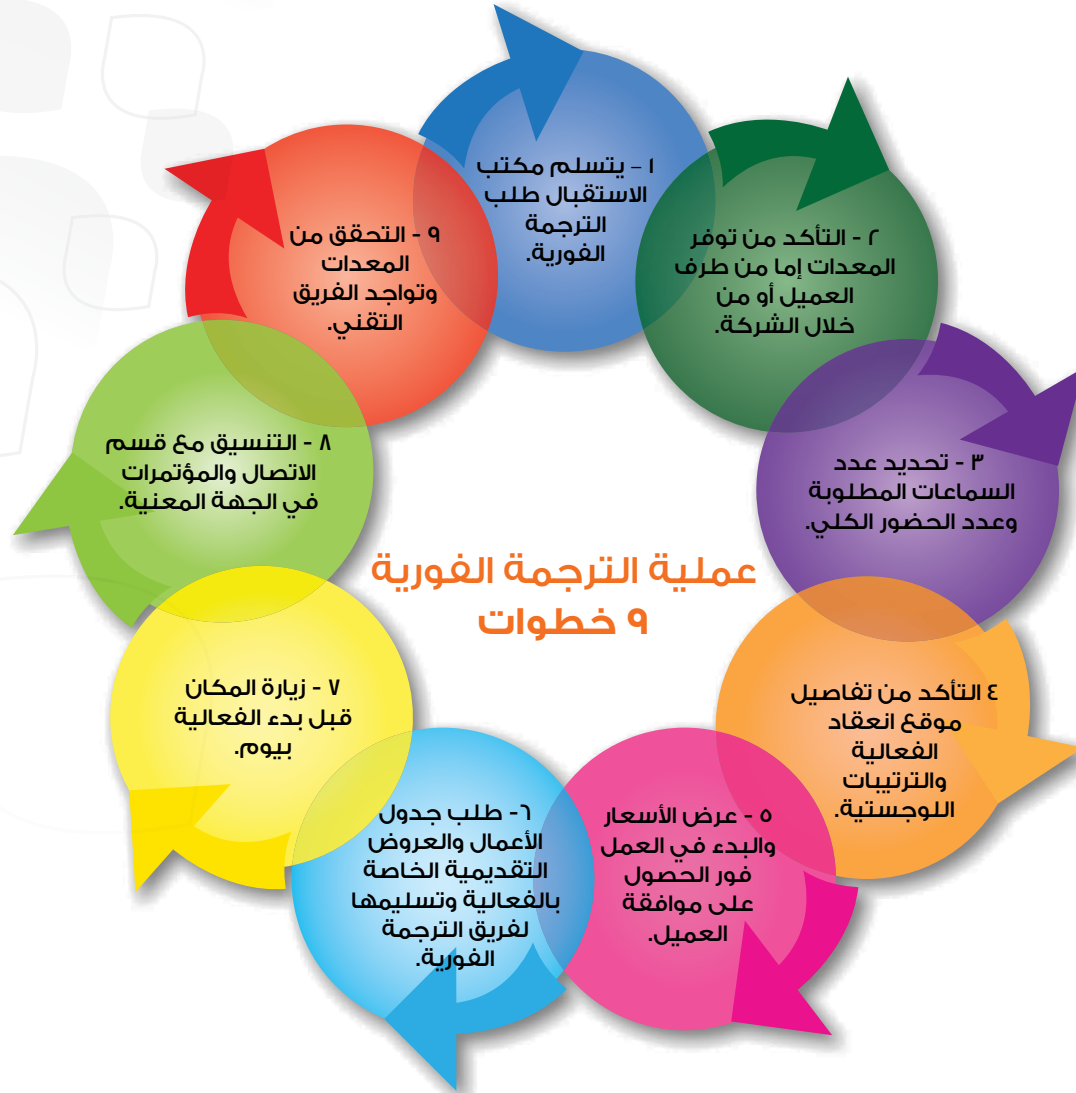 ١ - يتسلم مكتب
الاستقبال طلب
الترجمة
الفورية.
٢ - التأكد من توفر
المعدات إما من طرف
العميل أو من
خلال الشركة.
٣ - تحديد عدد
السماعات المطلوبة
وعدد الحضور الكلي.
٤ التأكد من تفاصيل
موقع انعقاد
الفعالية
والترتيبات
اللوجستية.
٥ - عرض الأسعار
والبدء في العمل
فور الحصول
على موافقة
العميل.
٦- طلب جدول
الأعمال والعروض
التقديمية الخاصة
بالفعالية وتسليمها
لفريق الترجمة
الفورية.
٧ - زيارة المكان
قبل بدء الفعالية
بيوم.
٨ - التنسيق مع قسم
الاتصال والمؤتمرات
في الجهة المعنية.
٩ - التحقق من
المعدات
وتواجد الفريق
التقني.
عملية الترجمة الفورية
٩ خطوات